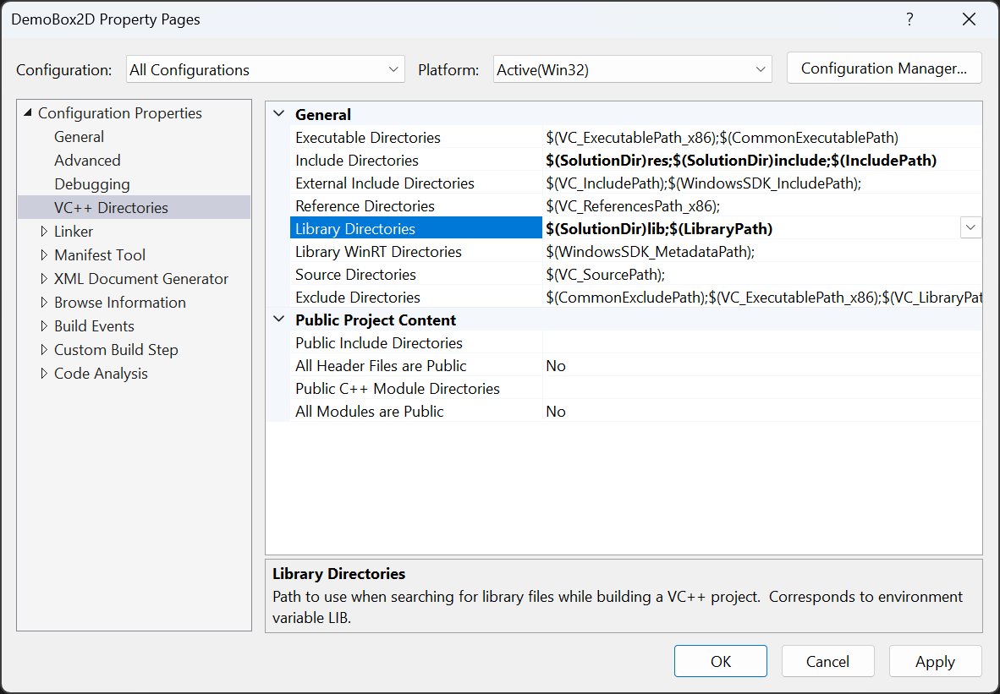 DemoBox2D Property Pages
?
Configuration: All Configurations Platform: Active(Win32) Configuration Manager...
Configuration Properties
General
Advanced
Debugging
VC++ Directories
Linker
Manifest Tool
XML Document Generator
Browse Information
Build Events
Custom Build Step
Code Analysis
General
Executable Directories $(VC_ExecutablePath_x86);$(CommonExecutablePath)
Include Directories $(SolutionDir)res;$(SolutionDir)include;$(IncludePath)
External Include Directories $(VC_IncludePath);$(WindowsSDK_IncludePath);
Reference Directories $(VC_ReferencesPath_x86);
Library Directories $(SolutionDir)lib;$(LibraryPath)
Library WinRT Directories $(WindowsSDK_MetadataPath);
Source Directories $(VC_SourcePath);
Exclude Directories $(CommonExcludePath);$(VC_ExecutablePath_x86);$(VC_LibraryPat
Public Project Content
Public Include Directories
All Header Files are Public No
Public C++ Module Directories
All Modules are Public No
Library Directories
Path to use when searching for library files while building a VC++ project.  Corresponds to environment
variable LIB.
OK Cancel Apply